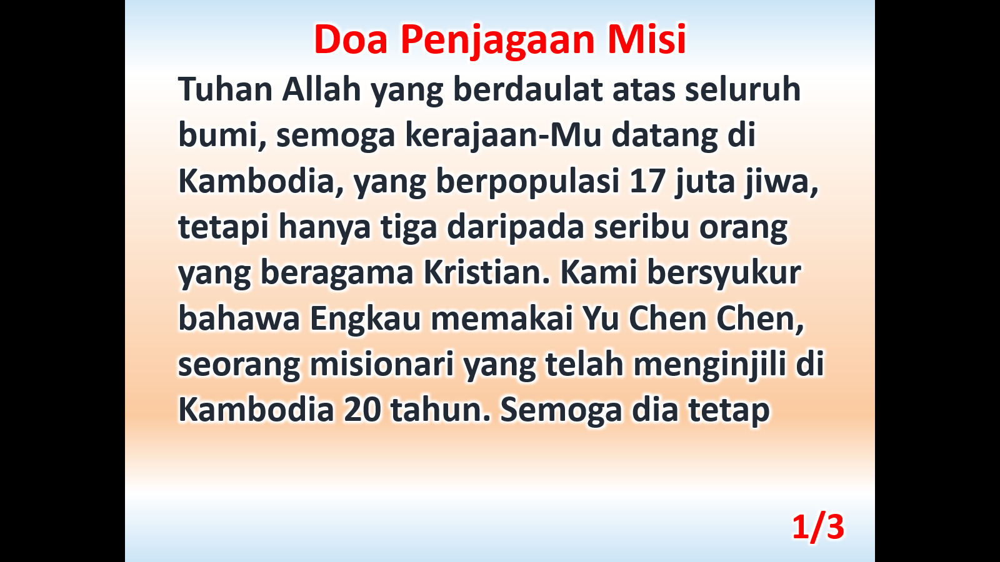 Doa Penjagaan Misi
Tuhan Allah yang berdaulat atas seluruh
bumi, semoga kerajaan-Mu datang di
Kambodia, yang berpopulasi 17 juta jiwa,
tetapi hanya tiga daripada seribu orang
yang beragama Kristian. Kami bersyukur
bahawa Engkau memakai Yu Chen Chen,
seorang misionari yang telah menginjili di
Kambodia 20 tahun. Semoga dia tetap
1/3